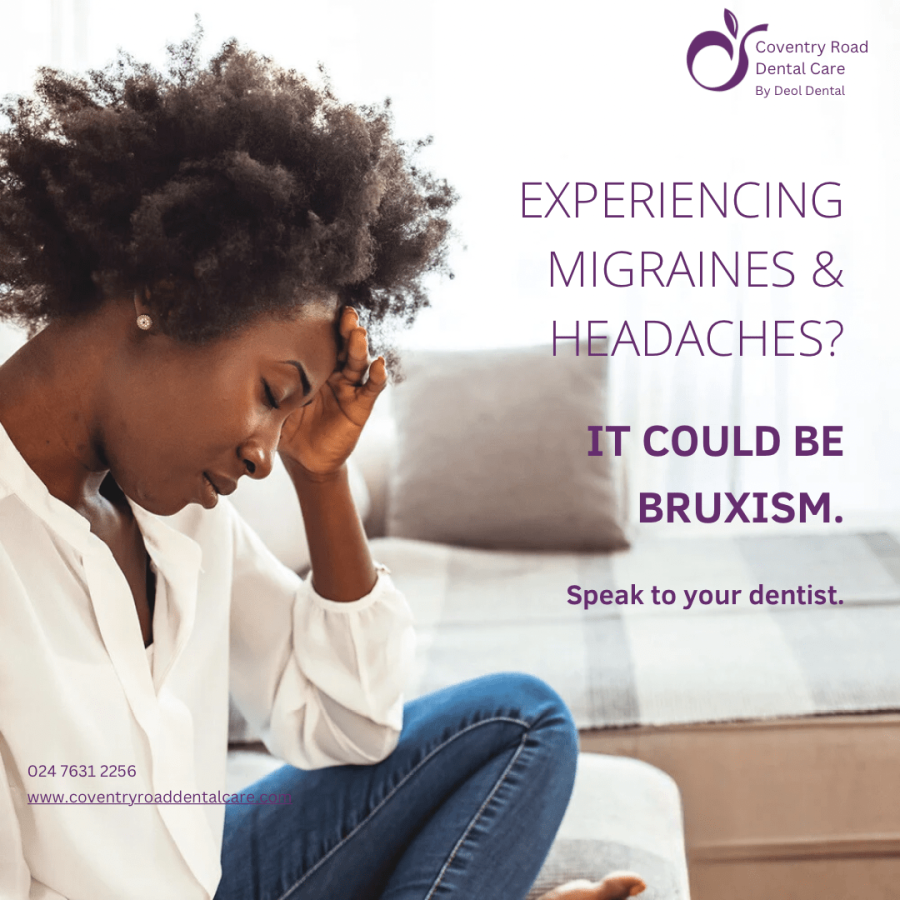 Coventry Road
Dental Care
By Deol Dental
EXPERIENCING
MIGRAINES &
HEADACHES?
IT COULD BE
BRUXISM.
Speak to your dentist.
024 7631 2256
www.coventryroaddentalcare.com